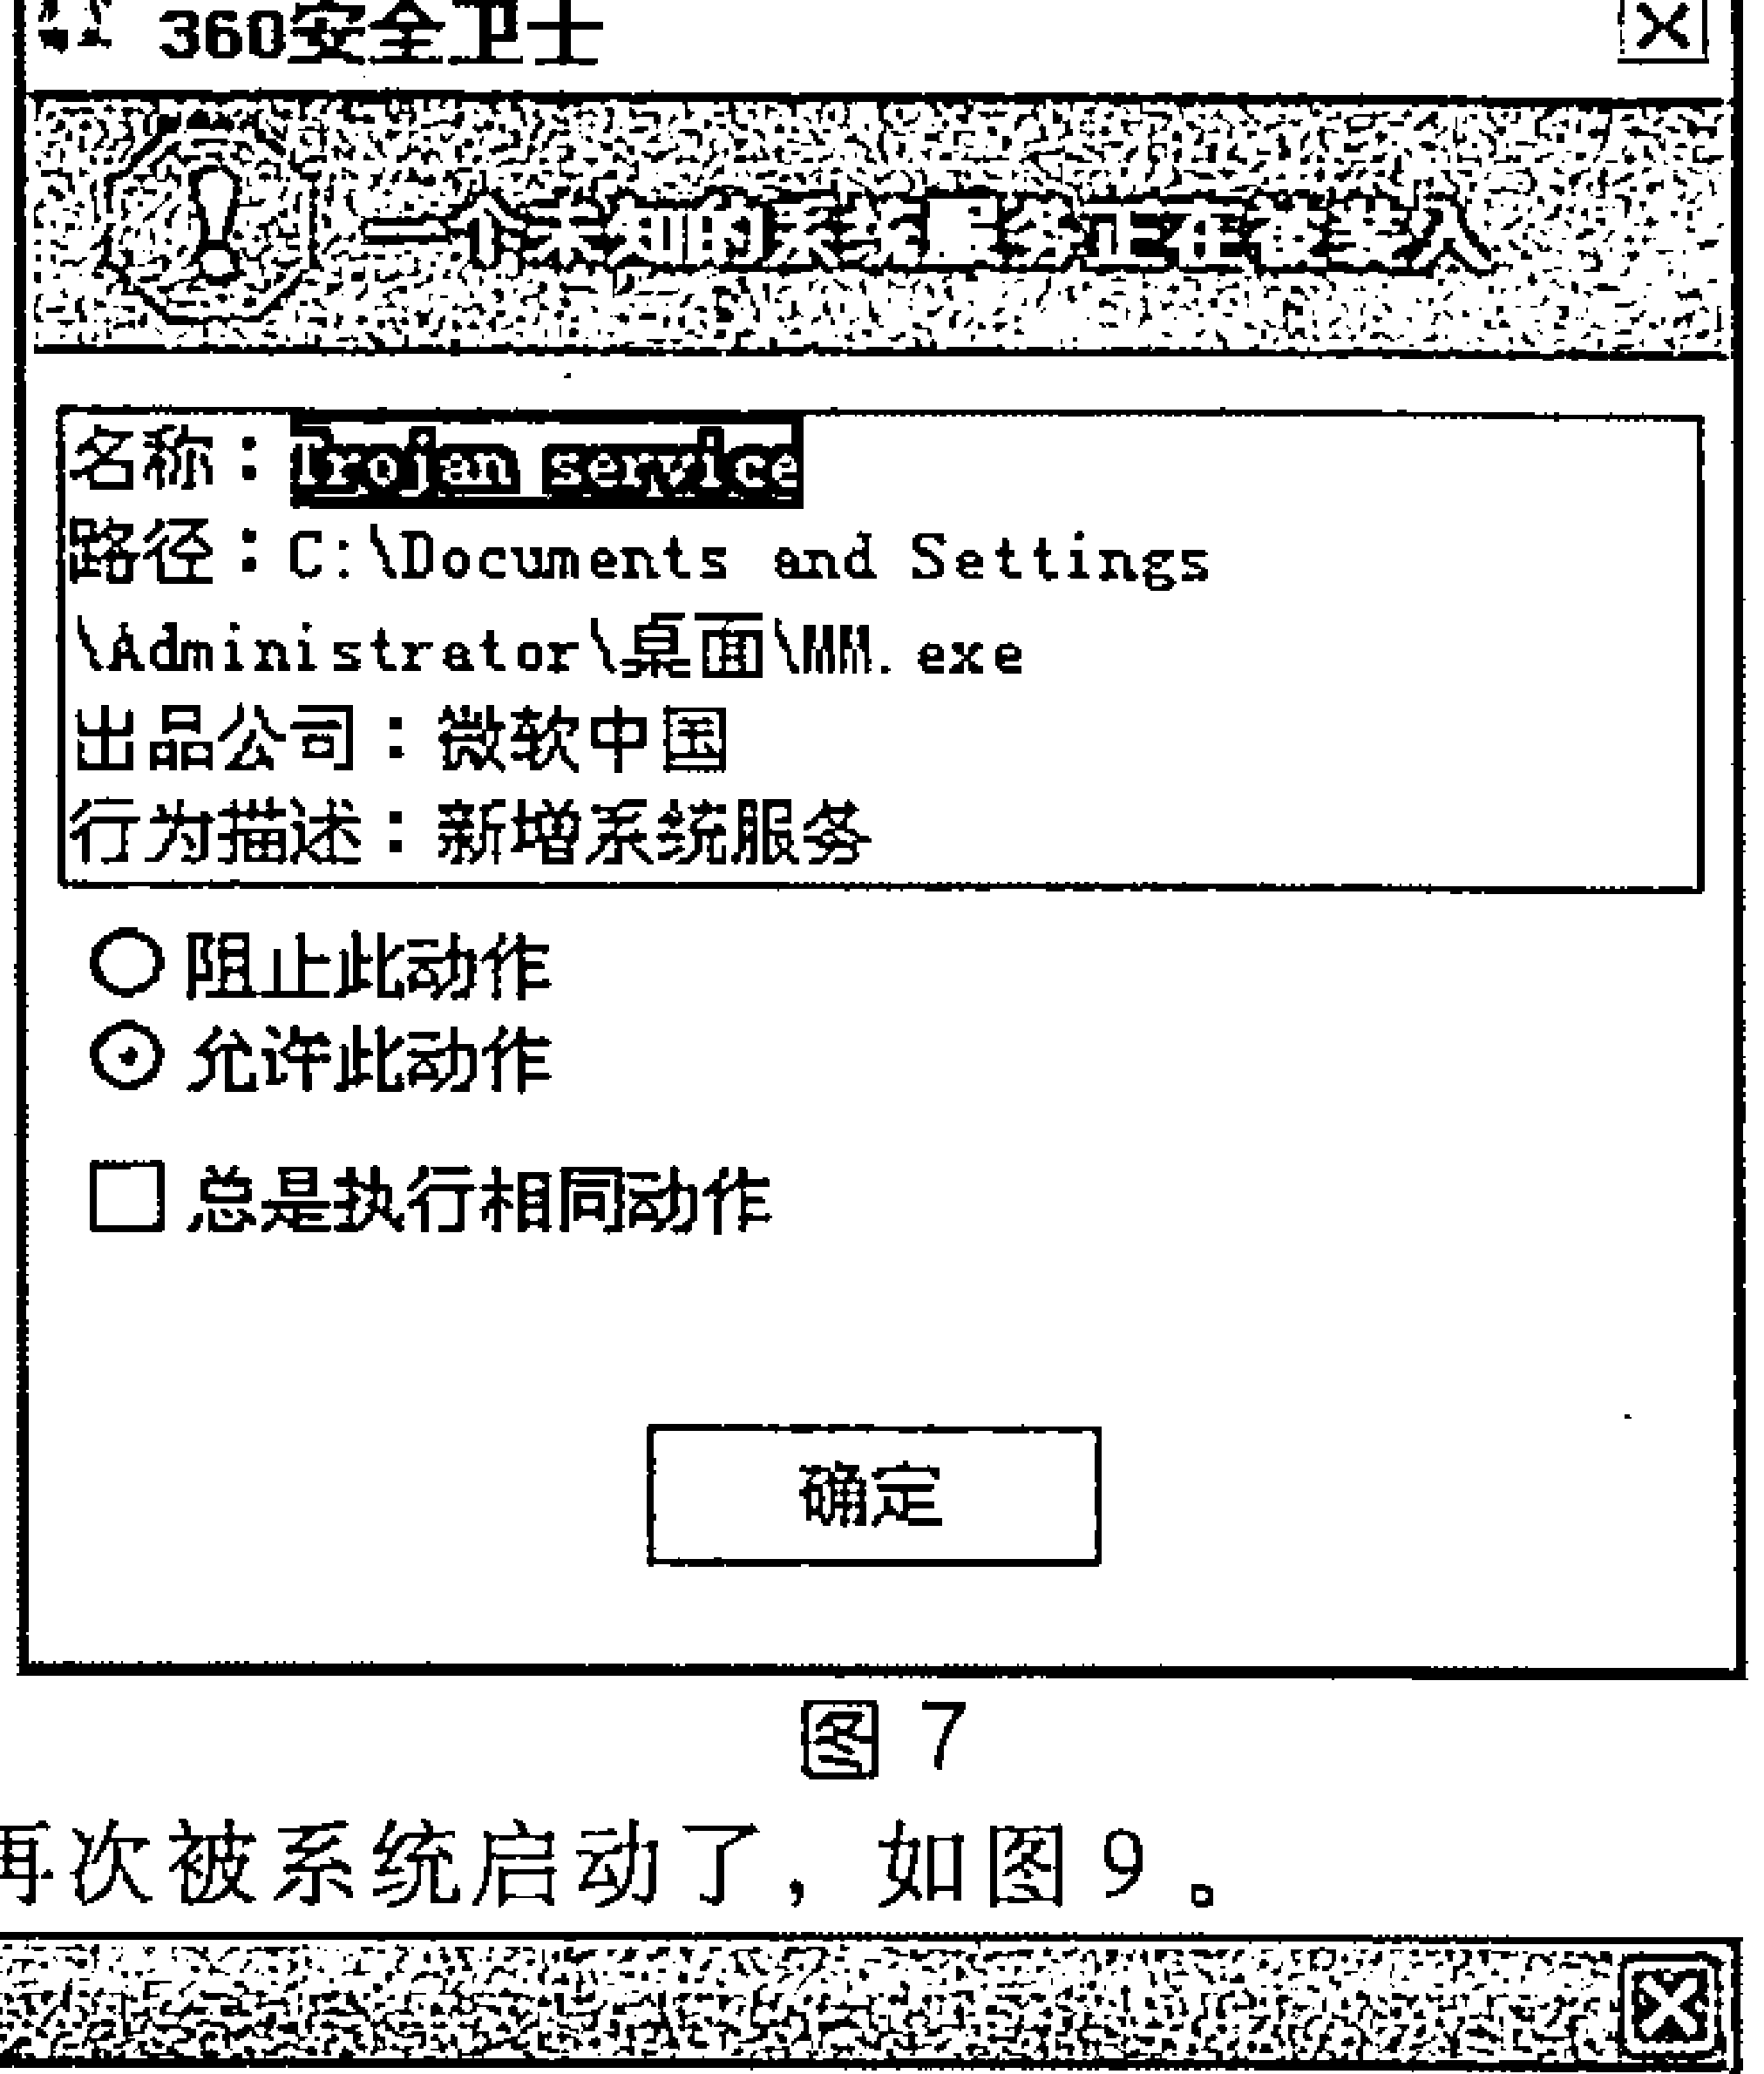 360安全卫士
一个未知的系统服务正在被装入
名称：Trojan service
路径：C:\Documents and Settings
\Administrator\桌面\MM.exe
出品公司：微软中国
行为描述：新增系统服务
阻止此动作
允许此动作
总是执行相同动作
确定
图 7
再次被系统启动了，如图9。